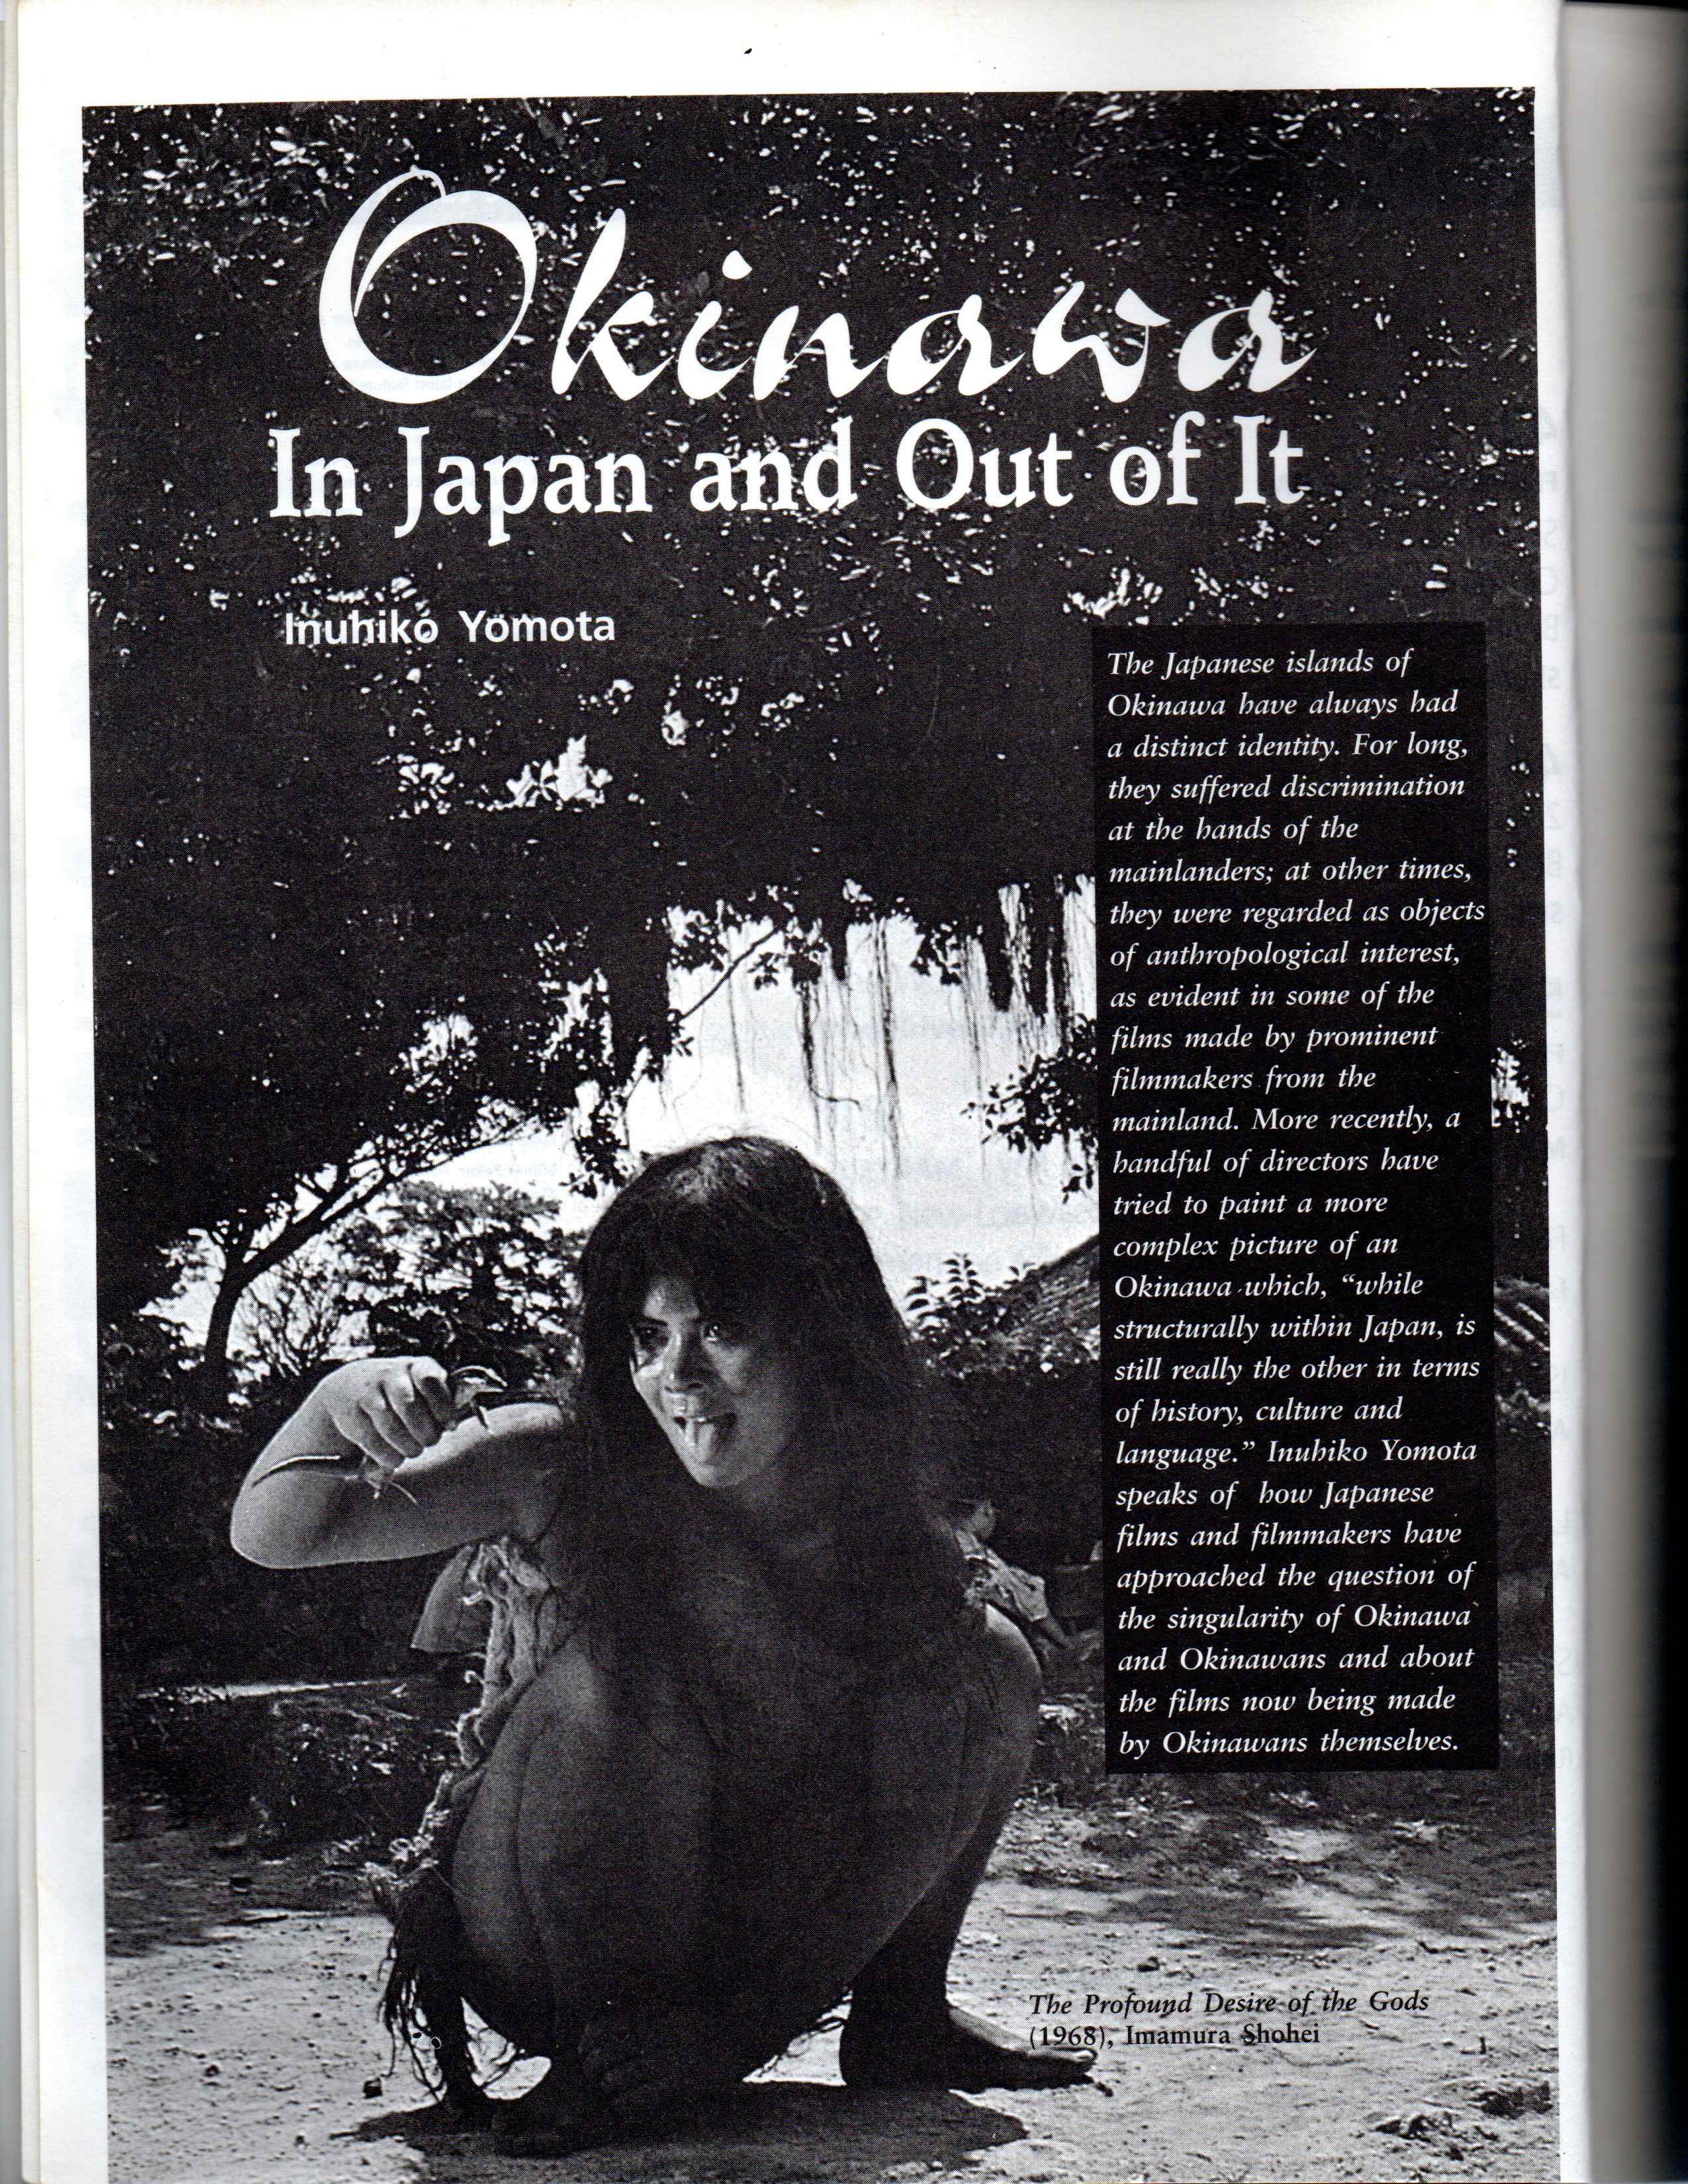 Okinawa
In Japan and Out of It
Inuhiko Yomota
The Japanese islands of
Okinawa have always had
a distinct identity. For long,
they suffered discrimination
at the hands of the
mainlanders; at other times,
they were regarded as objects
of anthropological interest,
as evident in some of the
films made by prominent
filmmakers from the
mainland. More recently, a
handful of directors have
tried to paint a more
complex picture of an
Okinawa which, “while
structurally within Japan, is
still really the other in terms
of history, culture and
language.” Inuhiko Yomota
speaks of how Japanese
films and filmmakers have
approached the question of
the singularity of Okinawa
and Okinawans and about
the films now being made
by Okinawans themselves.
The Profound Desire of the Gods
(1968), Imamura Shohei